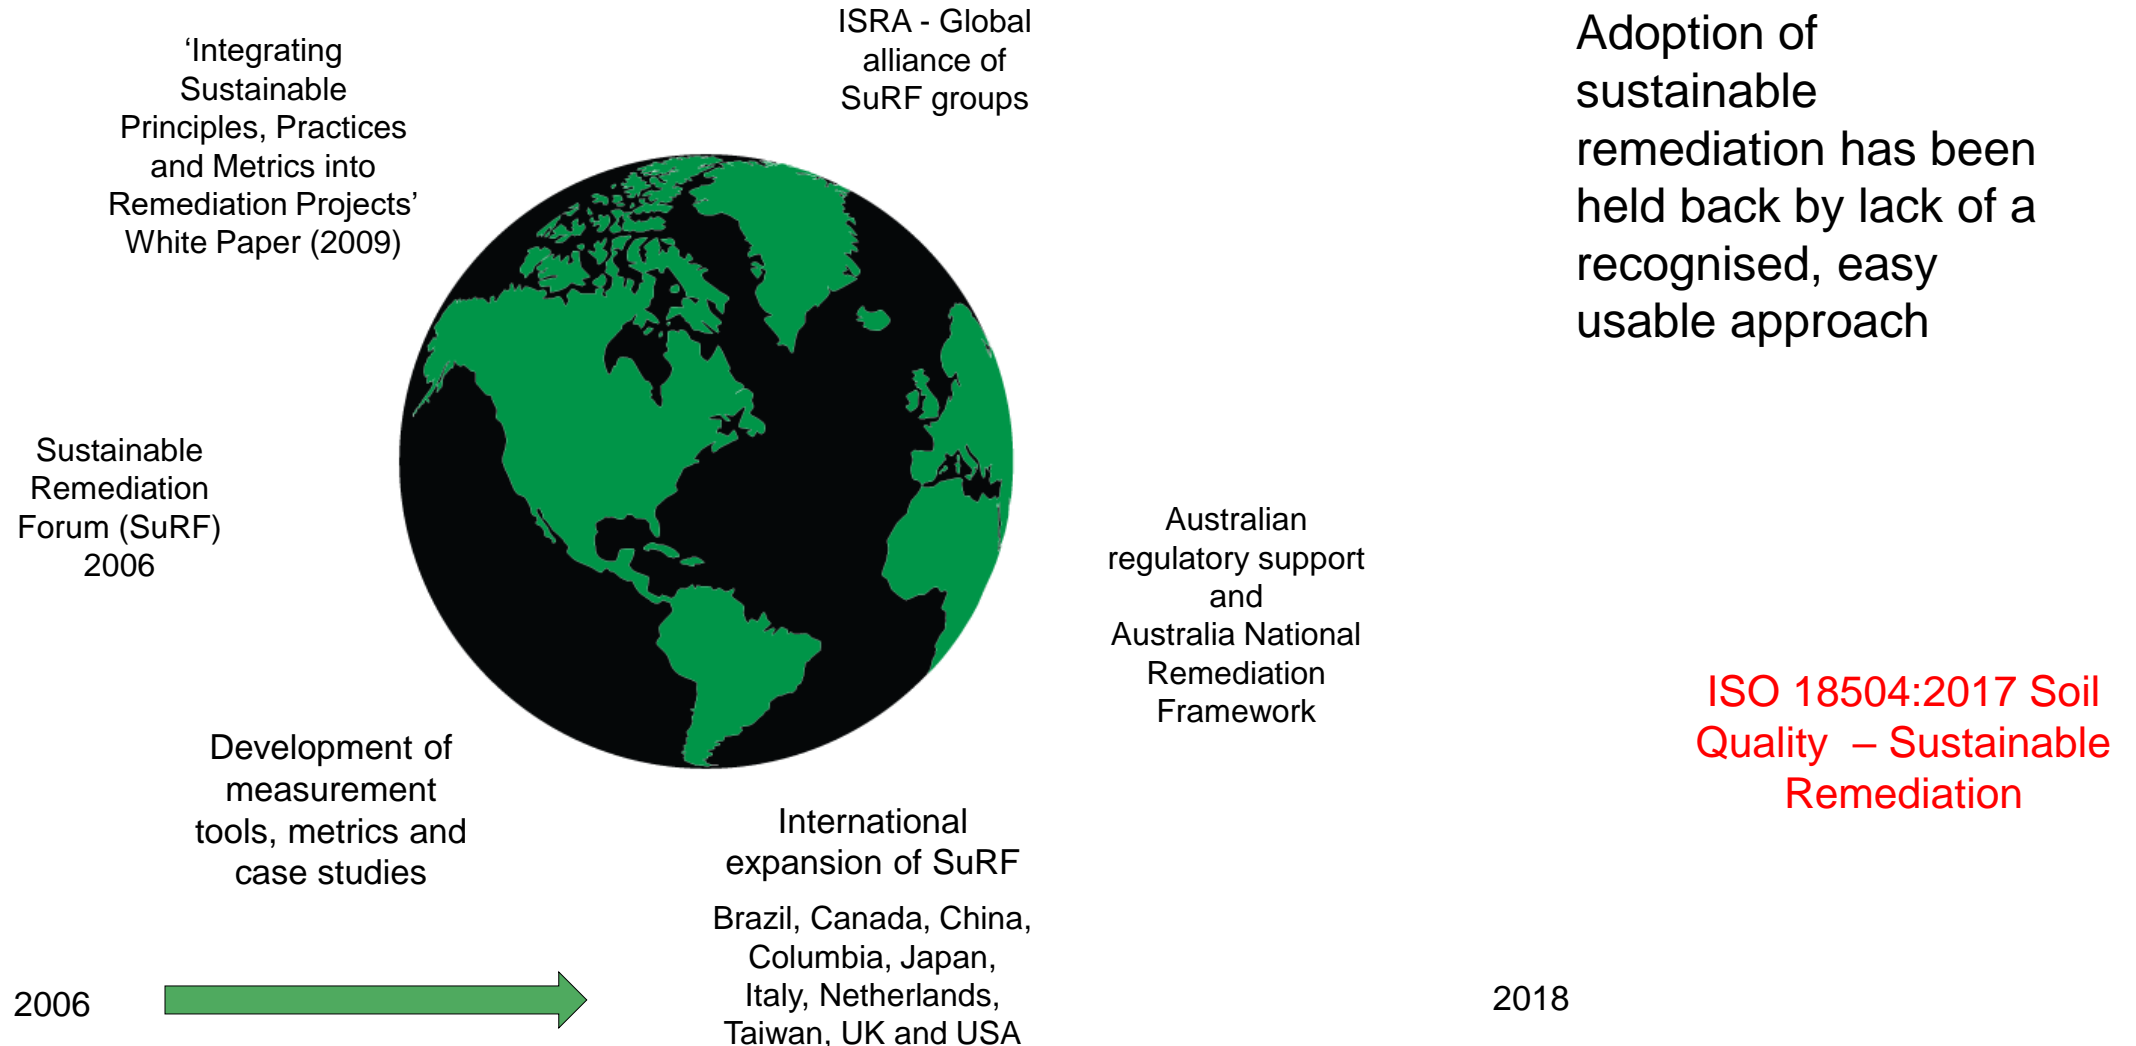 ‘Integrating
Sustainable
Principles, Practices
and Metrics into
Remediation Projects’
White Paper (2009)
ISRA - Global
alliance of
SuRF groups
Adoption of
sustainable
remediation has been
held back by lack of a
recognised, easy
usable approach
Sustainable
Remediation
Forum (SuRF)
2006
Australian
regulatory support
and
Australia National
Remediation
Framework
ISO 18504:2017 Soil
Quality – Sustainable
Remediation
Development of
measurement
tools, metrics and
case studies
International
expansion of SuRF
Brazil, Canada, China,
Columbia, Japan,
Italy, Netherlands,
Taiwan, UK and USA
2006
2018